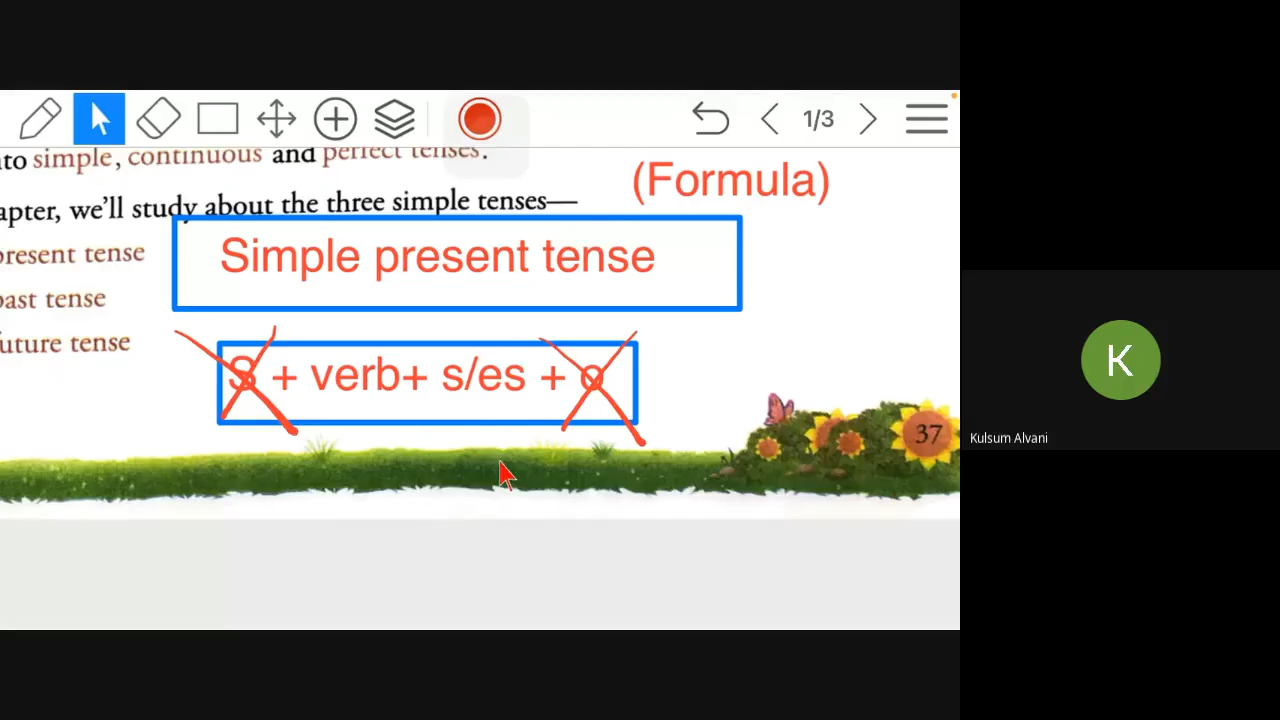 1/3
nto simple, continuous and perfect tenses.
(Formula)
apter, we'll study about the three simple tenses—
Simple present tense
present tense
past tense
future tense
S + verb+ s/es + o
37
K
Kulsum Alvani